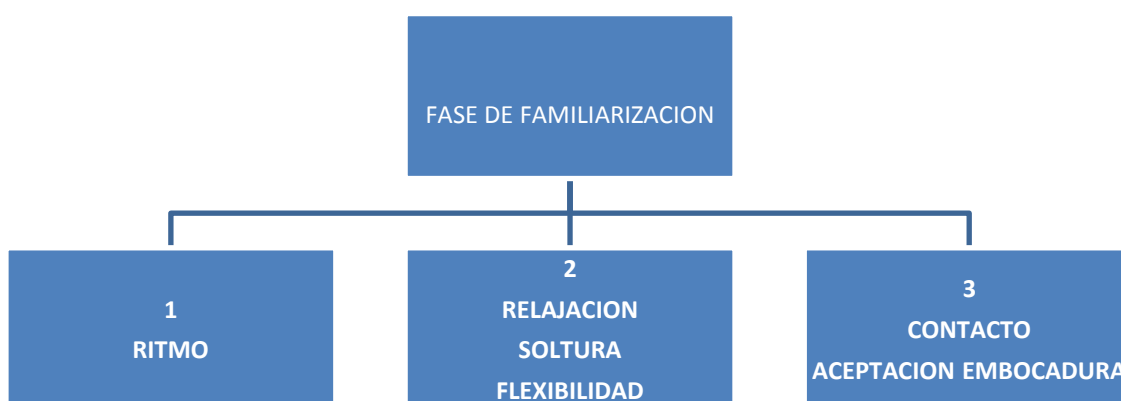 FASE DE FAMILIARIZACION
1
RITMO
2
RELAJACION
SOLTURA
FLEXIBILIDAD
3
CONTACTO
ACEPTACION EMBOCADURA